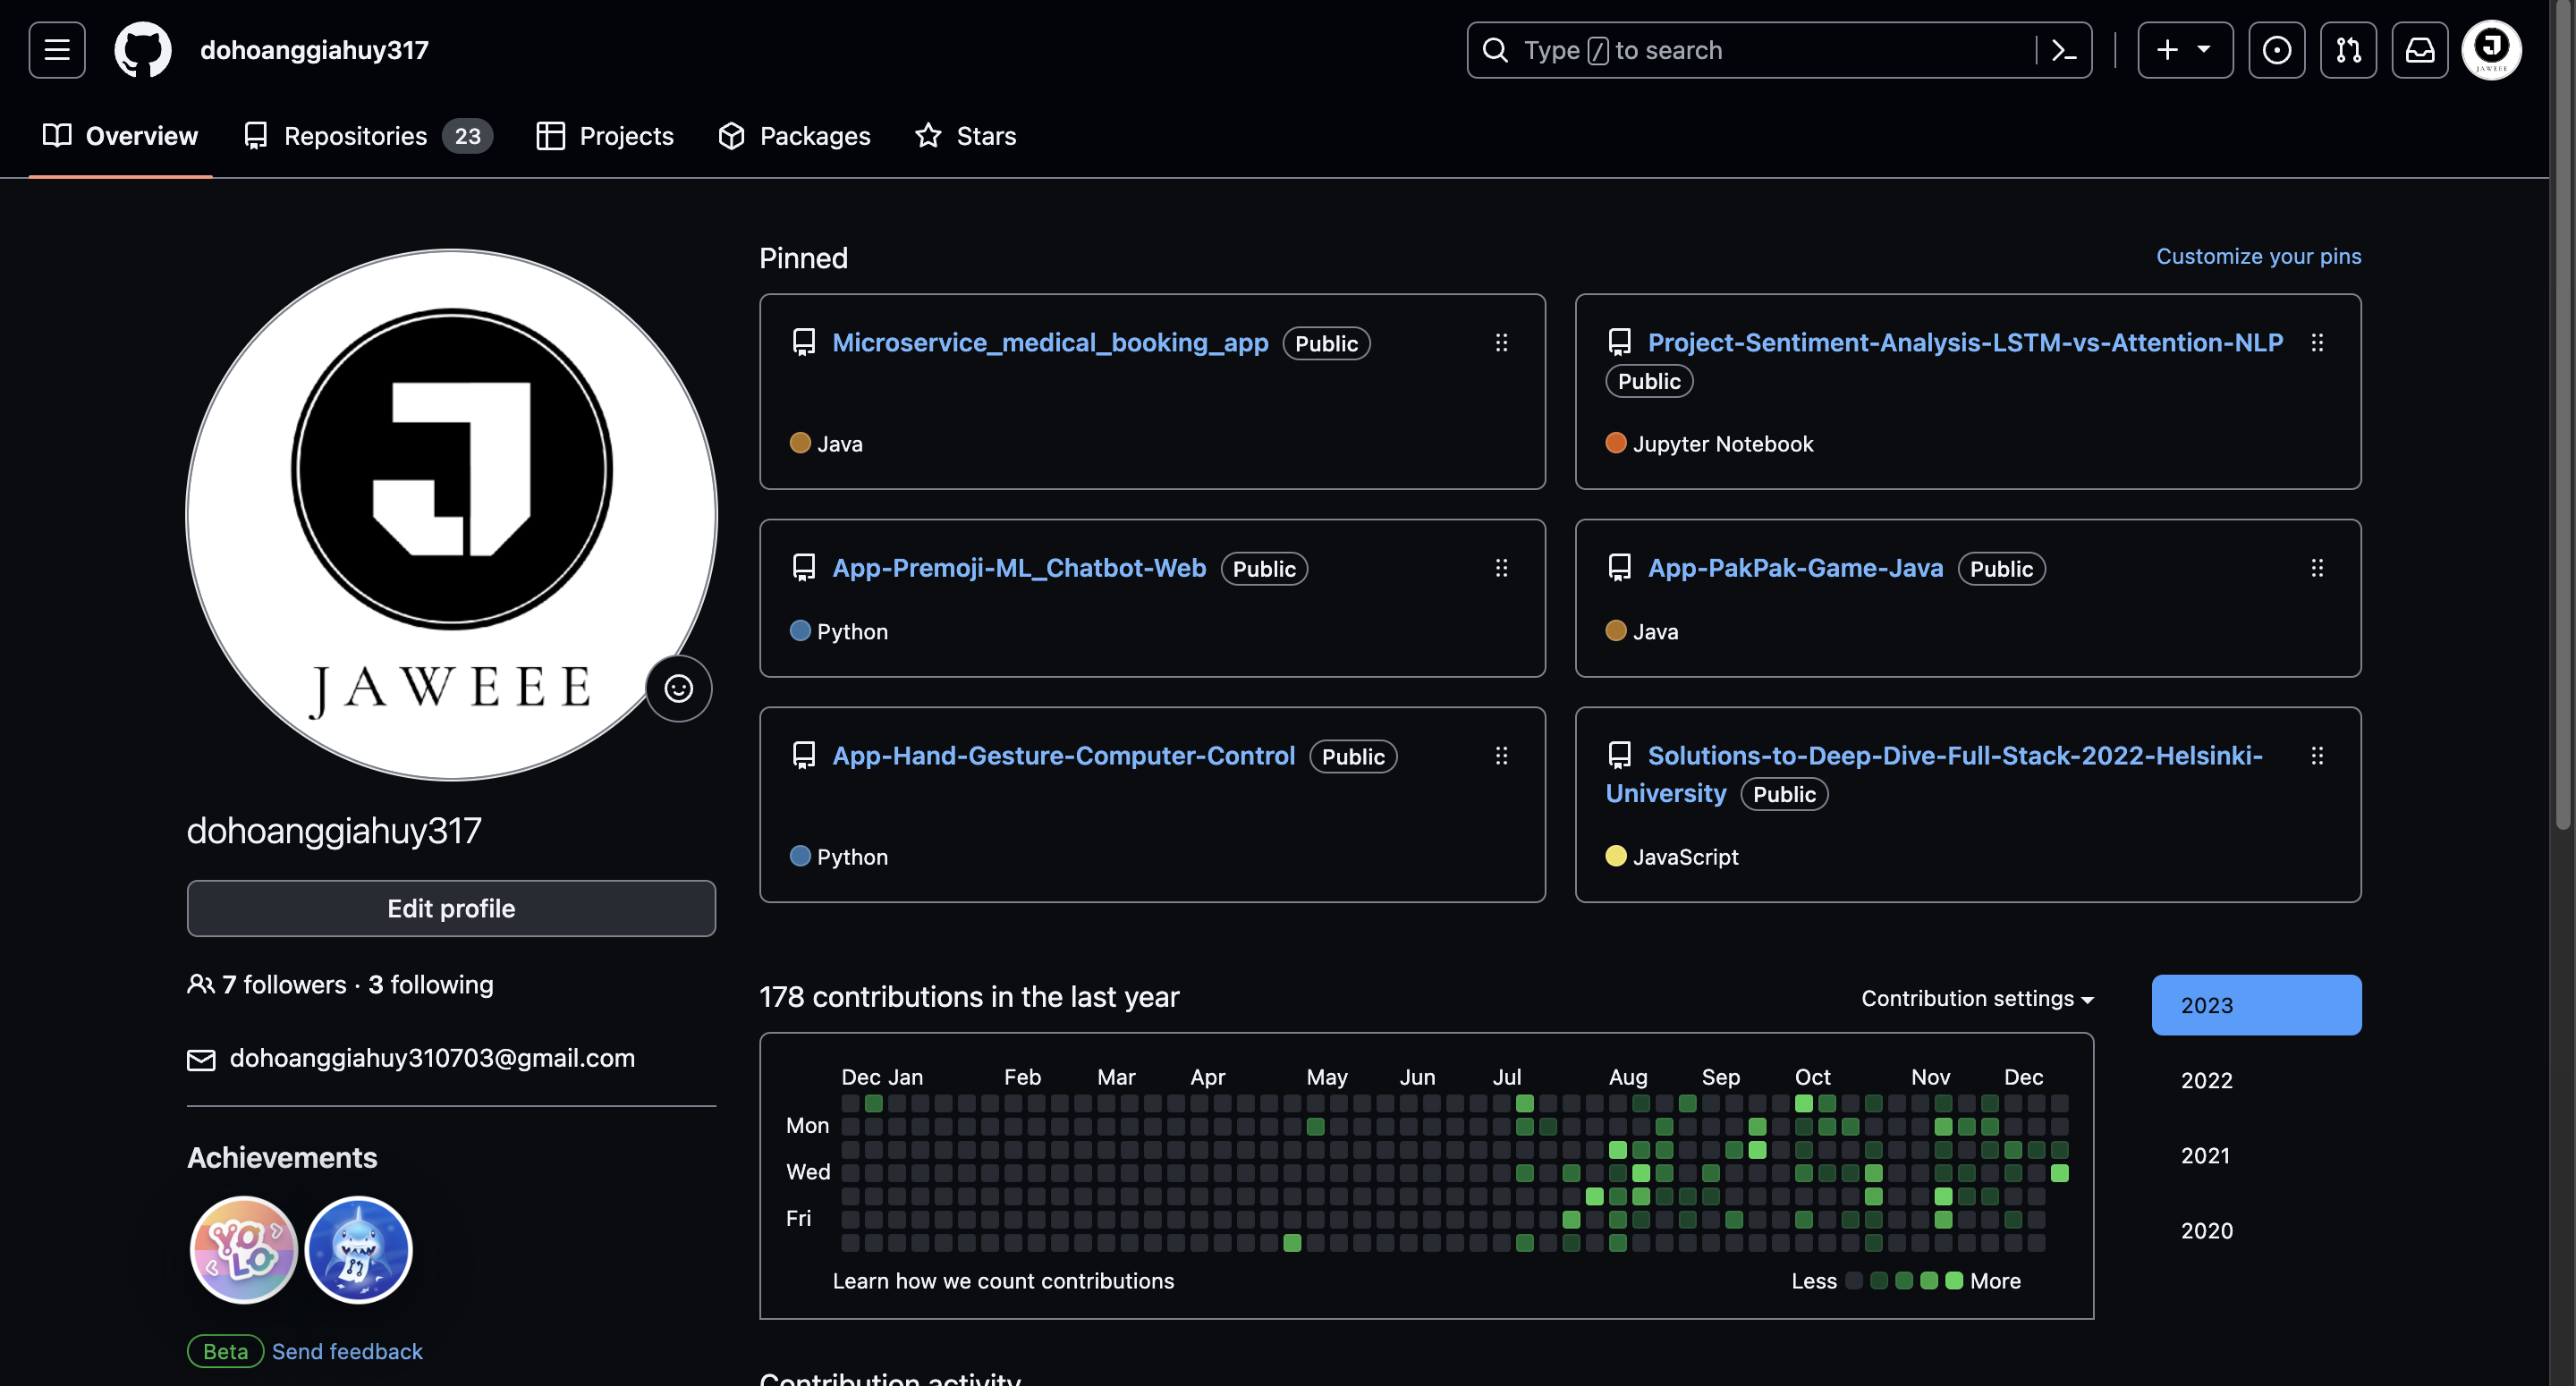 dohoanggiahuy317
Type / to search
JAWEEE
Overview
Repositories 23
Projects
Packages
Stars
JAWEEE
dohoanggiahuy317
Edit profile
7 followers · 3 following
dohoanggiahuy310703@gmail.com
Achievements
YOLO
Beta Send feedback
Pinned
Customize your pins
Microservice_medical_booking_app Public
Java
Project-Sentiment-Analysis-LSTM-vs-Attention-NLP
Public
Jupyter Notebook
App-Premoji-ML_Chatbot-Web Public
Python
App-PakPak-Game-Java Public
Java
App-Hand-Gesture-Computer-Control Public
Python
Solutions-to-Deep-Dive-Full-Stack-2022-Helsinki-
University Public
JavaScript
178 contributions in the last year
Contribution settings
Dec Jan Feb Mar Apr May Jun Jul Aug Sep Oct Nov Dec
Mon
Wed
Fri
Learn how we count contributions
Less More
2023
2022
2021
2020
Contribution activity